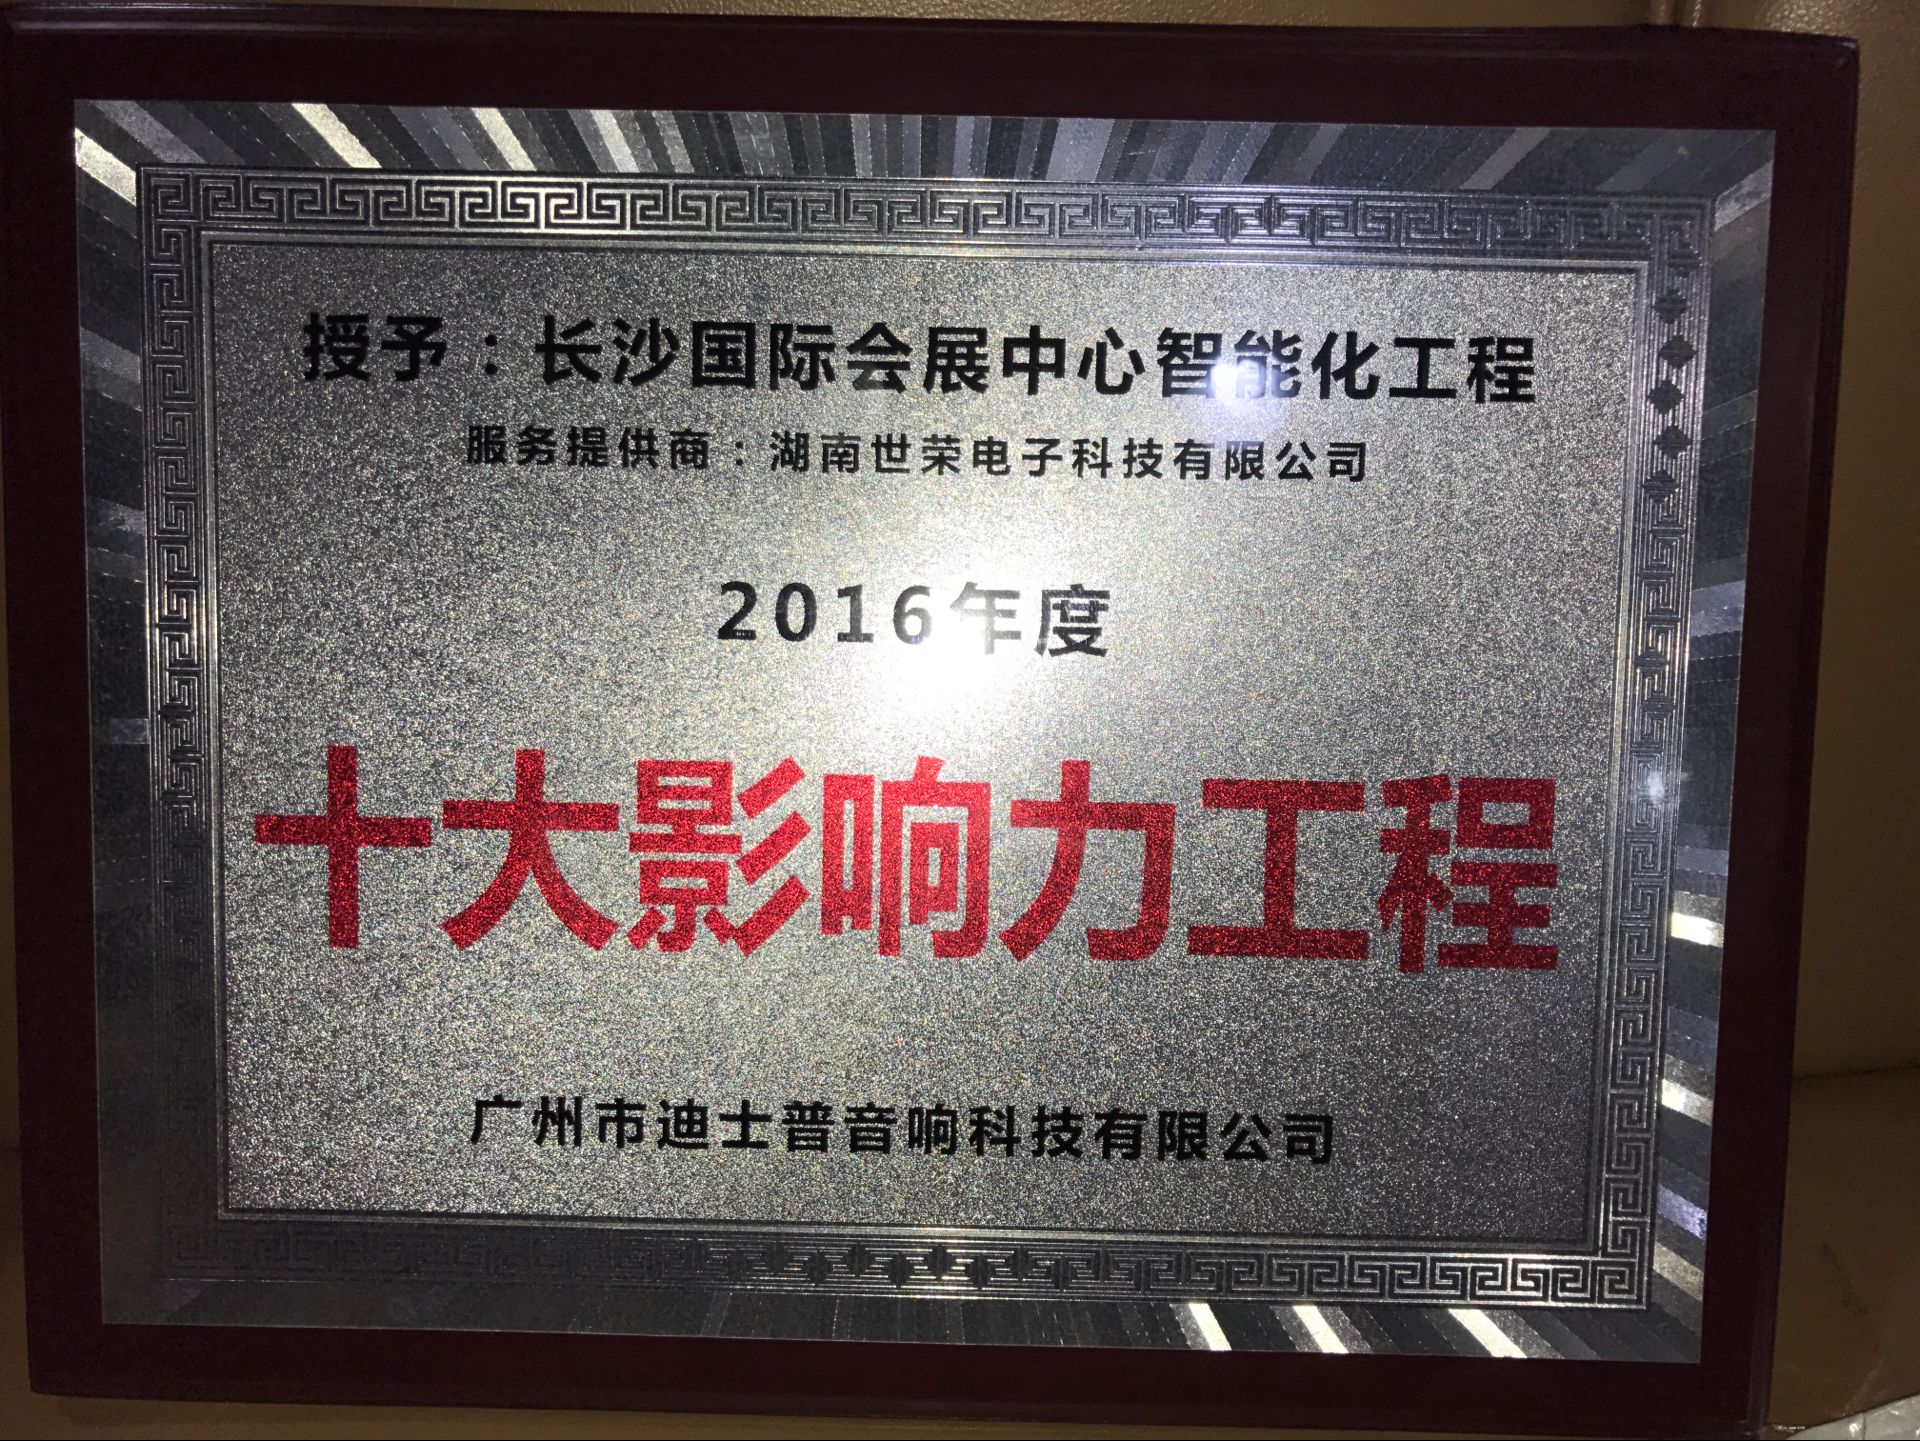 授予：长沙国际会展中心智能化工程
服务提供商：湖南世荣电子科技有限公司
2016年度
十大影响力工程
广州市迪士普音响科技有限公司